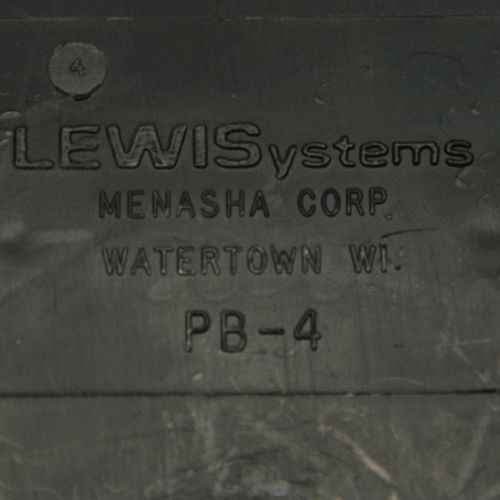 4
LEWISystems
MENASHA CORP.
WATERTOWN WI.
PB-4